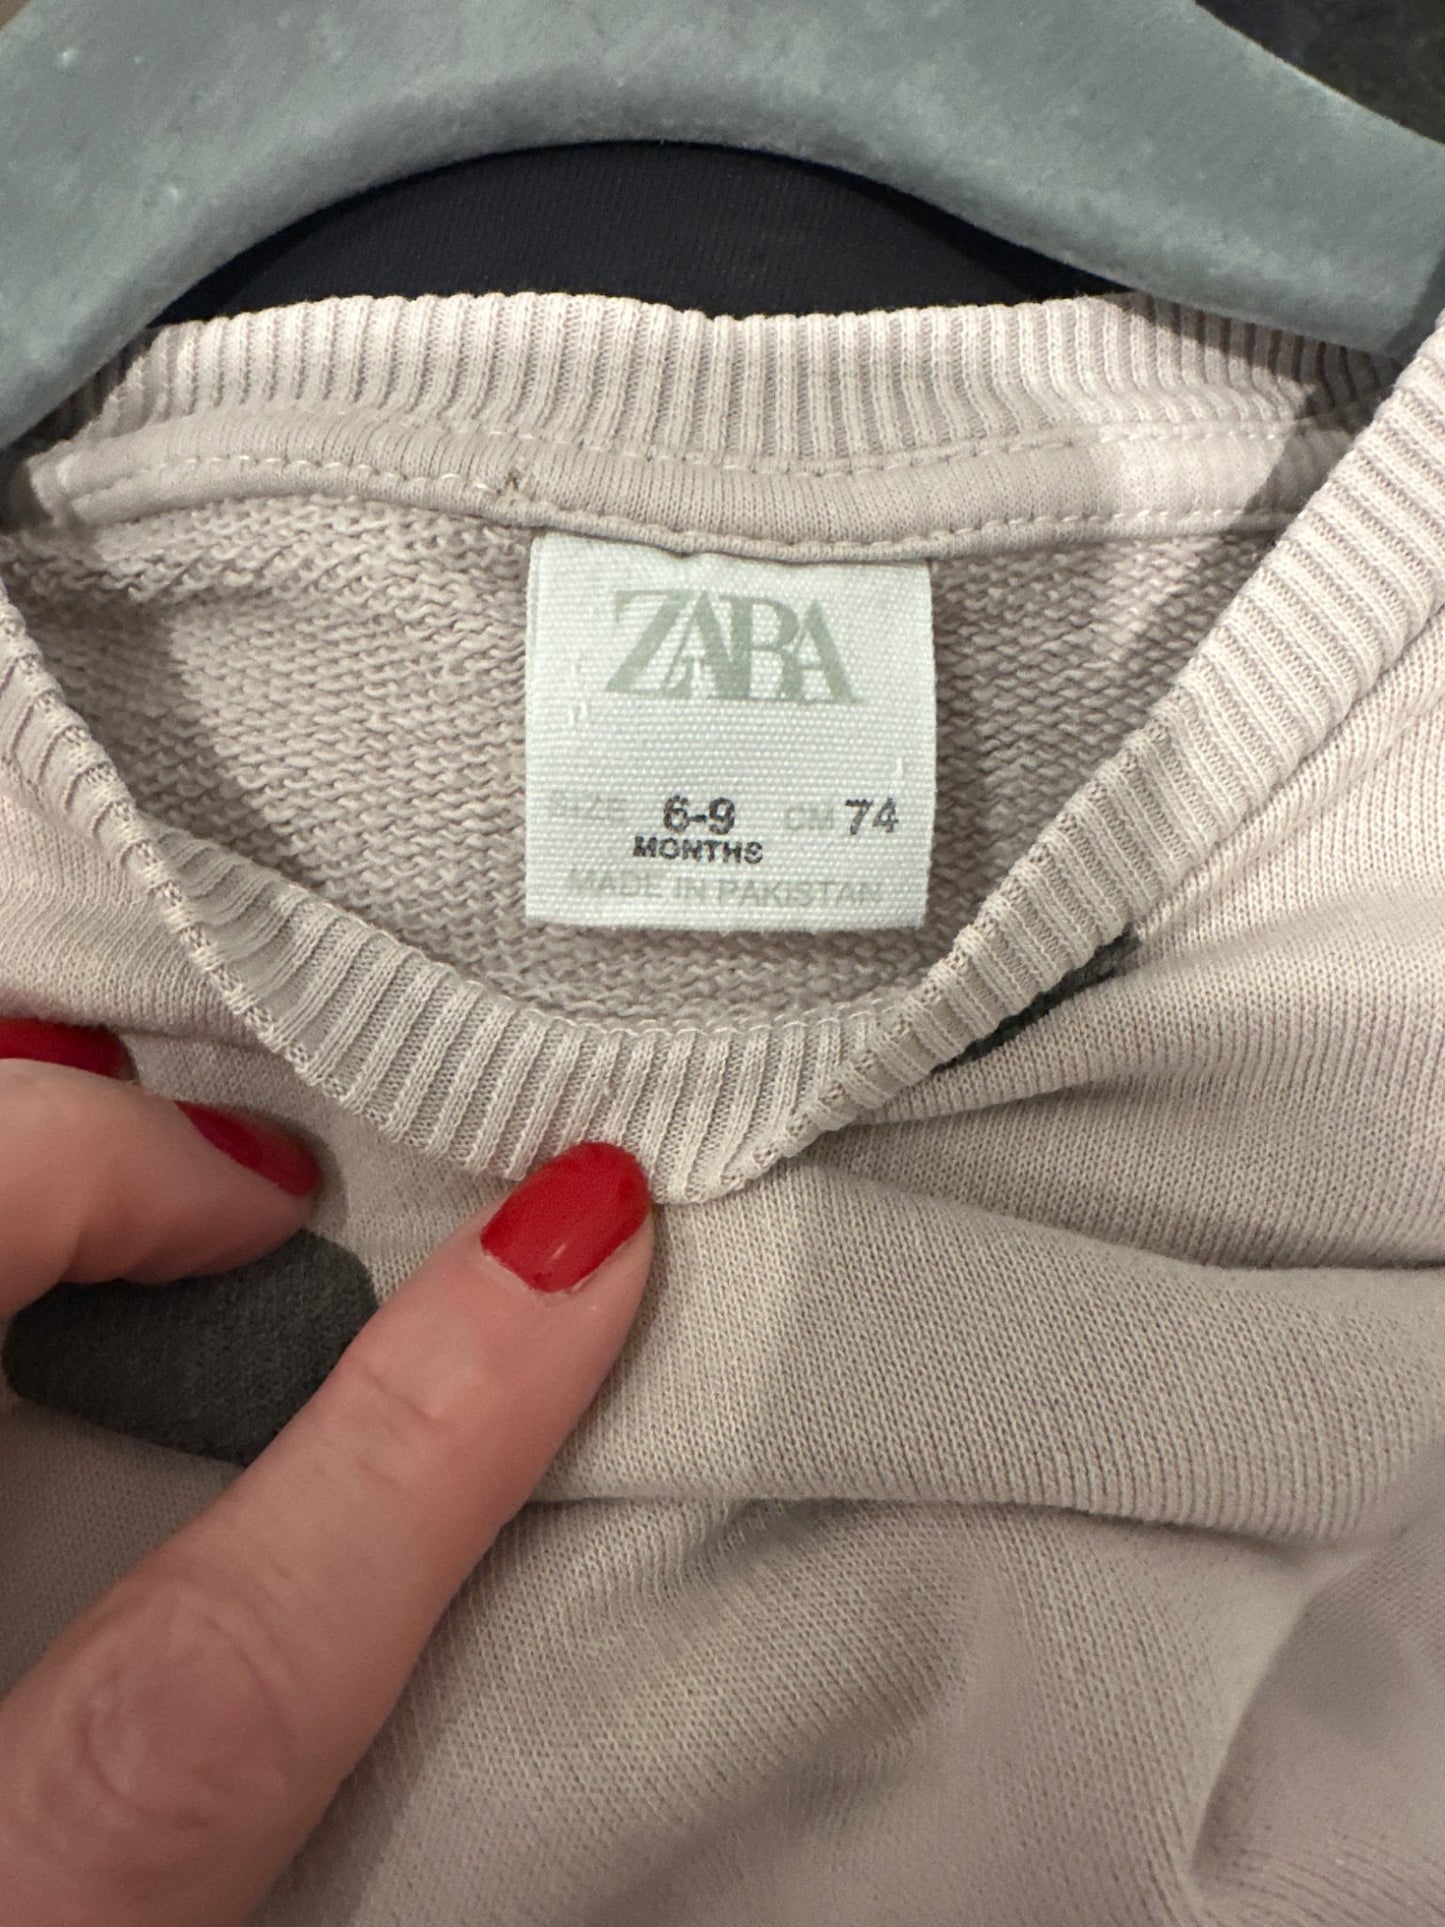 ZARA
SIZE 6-9 CM 74
MONTHS
MADE IN PAKISTAN